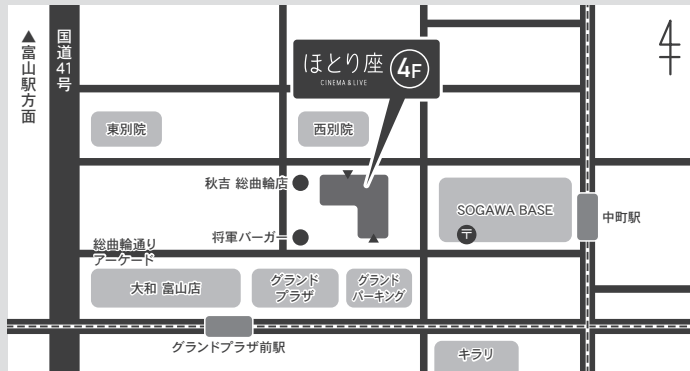 ▲富山駅方面
国道41号
ほとり座 4F
CINEMA & LIVE
東別院
西別院
秋吉 総曲輪店
SOGAWA BASE
〒
中町駅
将軍バーガー
総曲輪通り
アーケード
大和 富山店
グランド
プラザ
グランド
パーキング
グランドプラザ前駅
キラリ